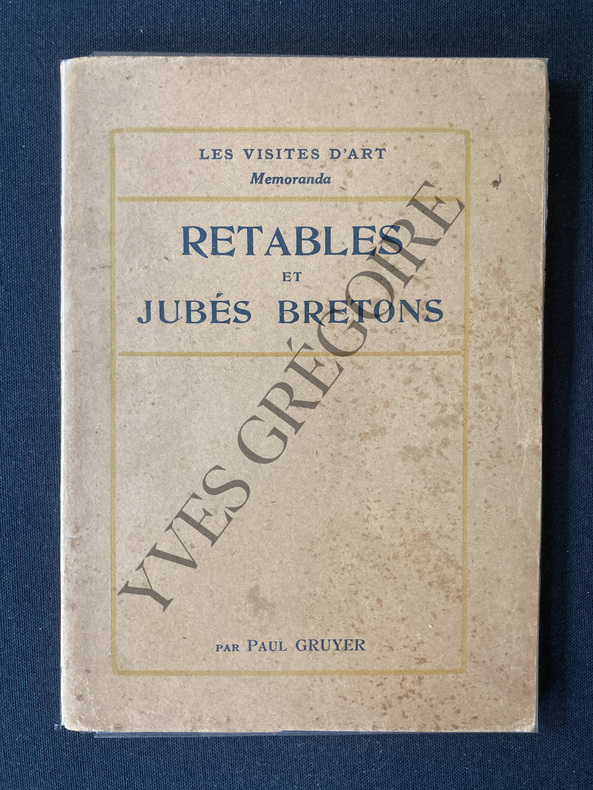 LES VISITES D'ART
Memoranda
RETABLES
ET
JUBÉS BRETONS
YVES GRÉGOIRE
PAR PAUL GRUYER